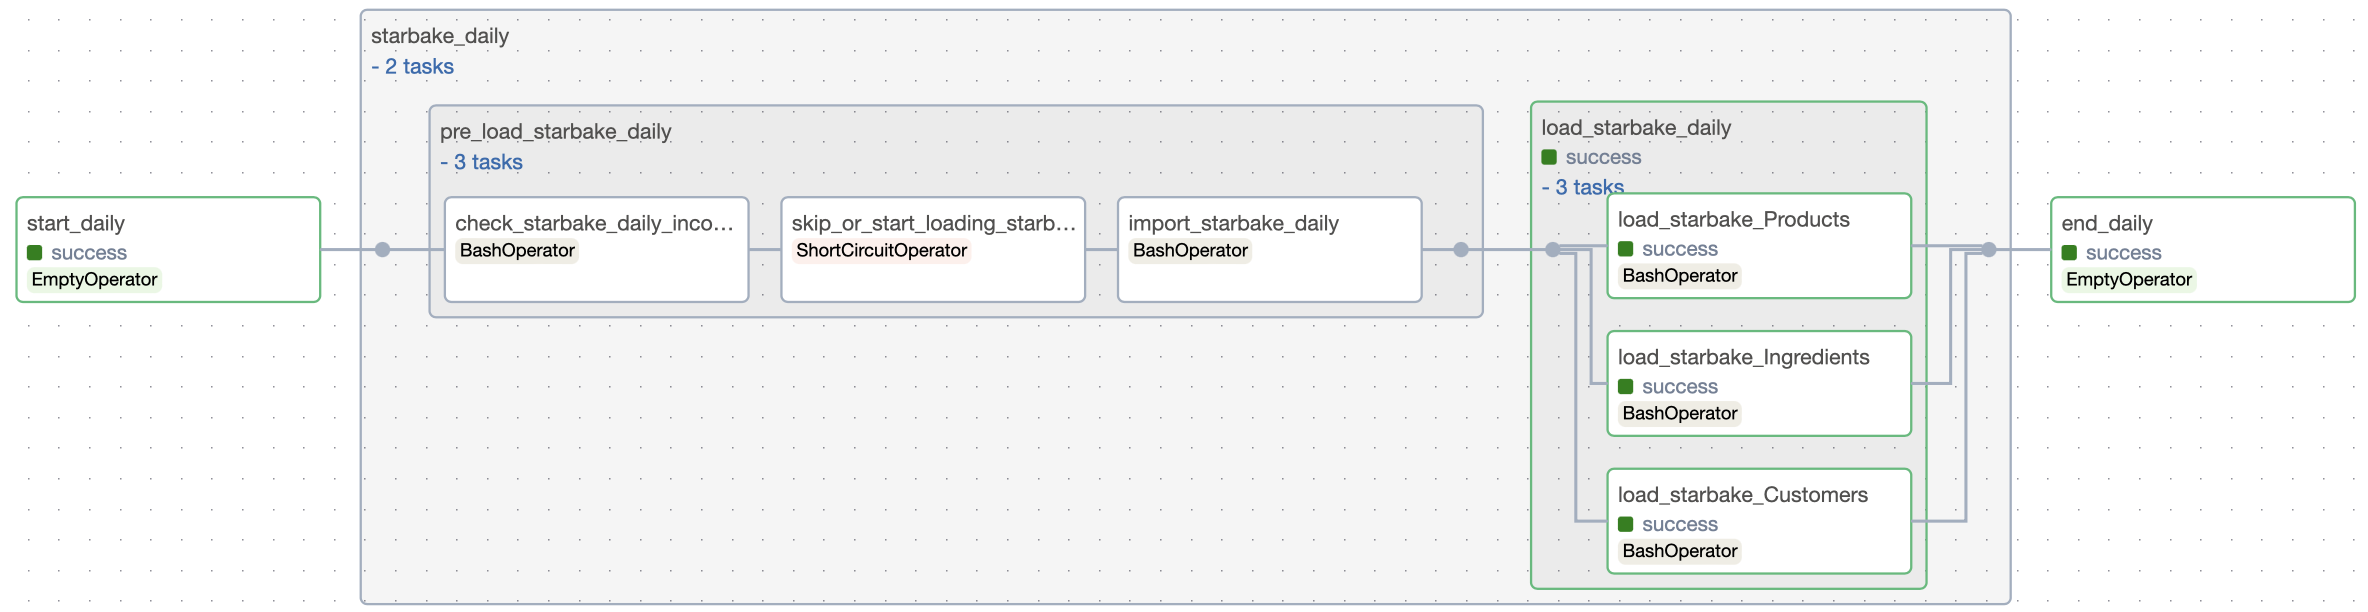 starbake_daily
- 2 tasks
pre_load_starbake_daily
- 3 tasks
load_starbake_daily
success
- 3 tasks
start_daily
success
EmptyOperator
check_starbake_daily_inco...
BashOperator
skip_or_start_loading_starb...
ShortCircuitOperator
import_starbake_daily
BashOperator
load_starbake_Products
success
BashOperator
load_starbake_Ingredients
success
BashOperator
load_starbake_Customers
success
BashOperator
end_daily
success
EmptyOperator